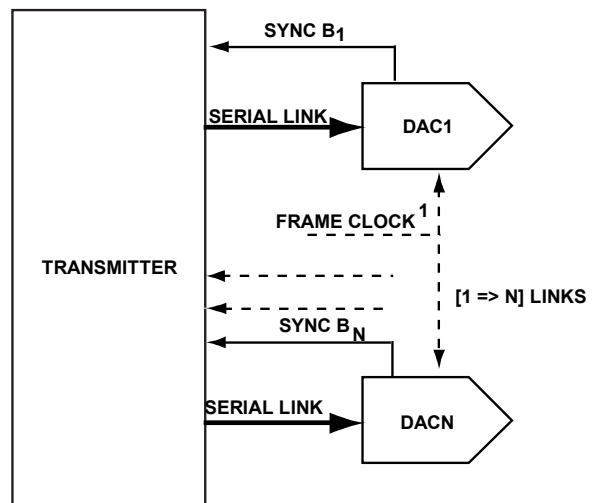 SYNC B1
SERIAL LINK
DAC1
FRAME CLOCK1
TRANSMITTER
[1 => N] LINKS
SYNC BN
SERIAL LINK
DACN